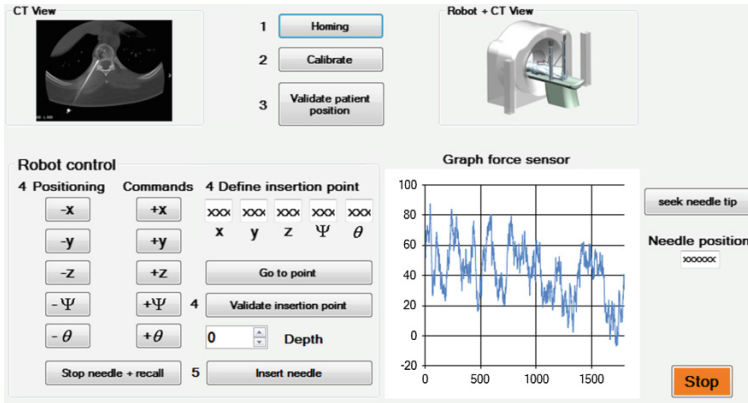 CT View
1 Homing
2 Calibrate
3 Validate patient position
Robot + CT View
Robot control
4 Positioning Commands 4 Define insertion point
-x +x xxx xxx xxx xxx xxx
x y z Ψ θ
-y +y
-z +z Go to point
-Ψ +Ψ 4 Validate insertion point
-θ +θ 0 Depth
Stop needle + recall 5 Insert needle
Graph force sensor
100
80
60
40
20
0
-20
0 500 1000 1500
seek needle tip
Needle position
xxxxxx
Stop